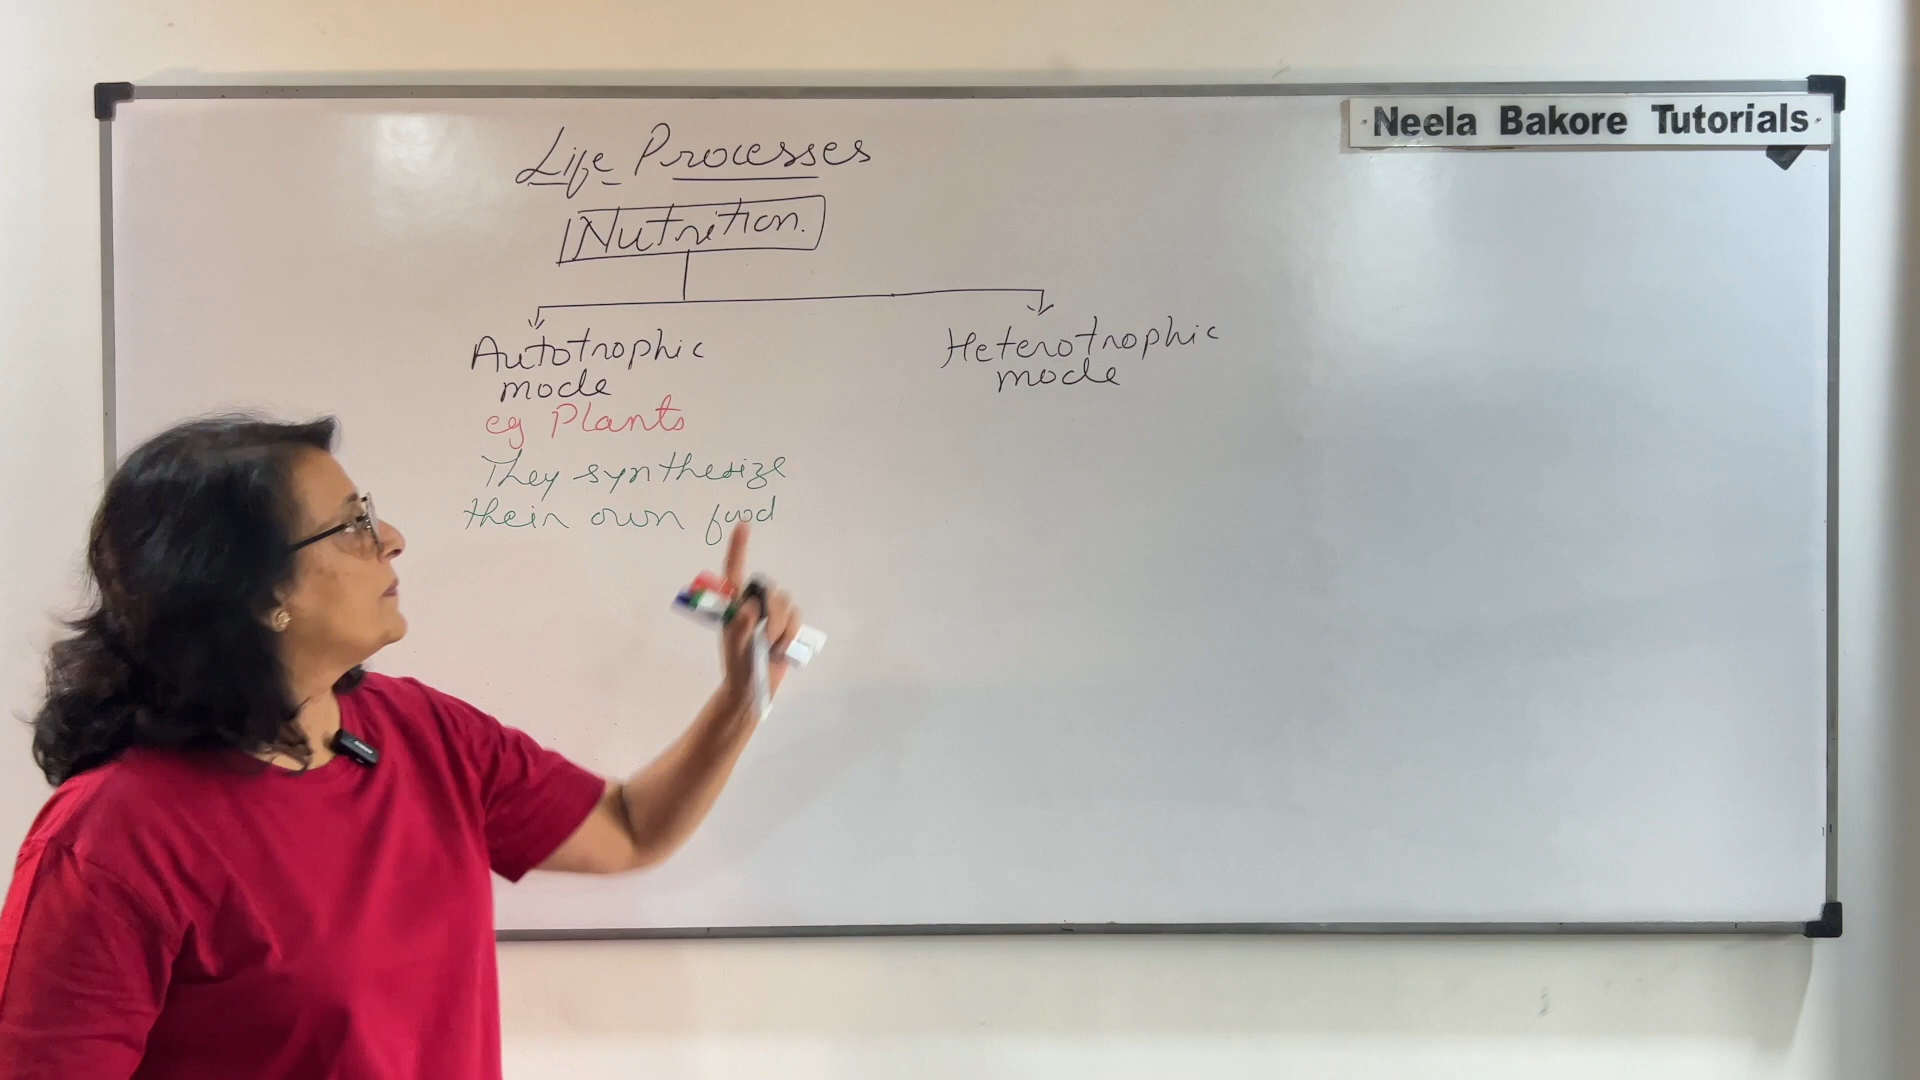 Neela Bakore Tutorials
Life Processes
Nutrition.
Autotrophic
mode
eg Plants
They synthesize
their own food
Heterotrophic
mode